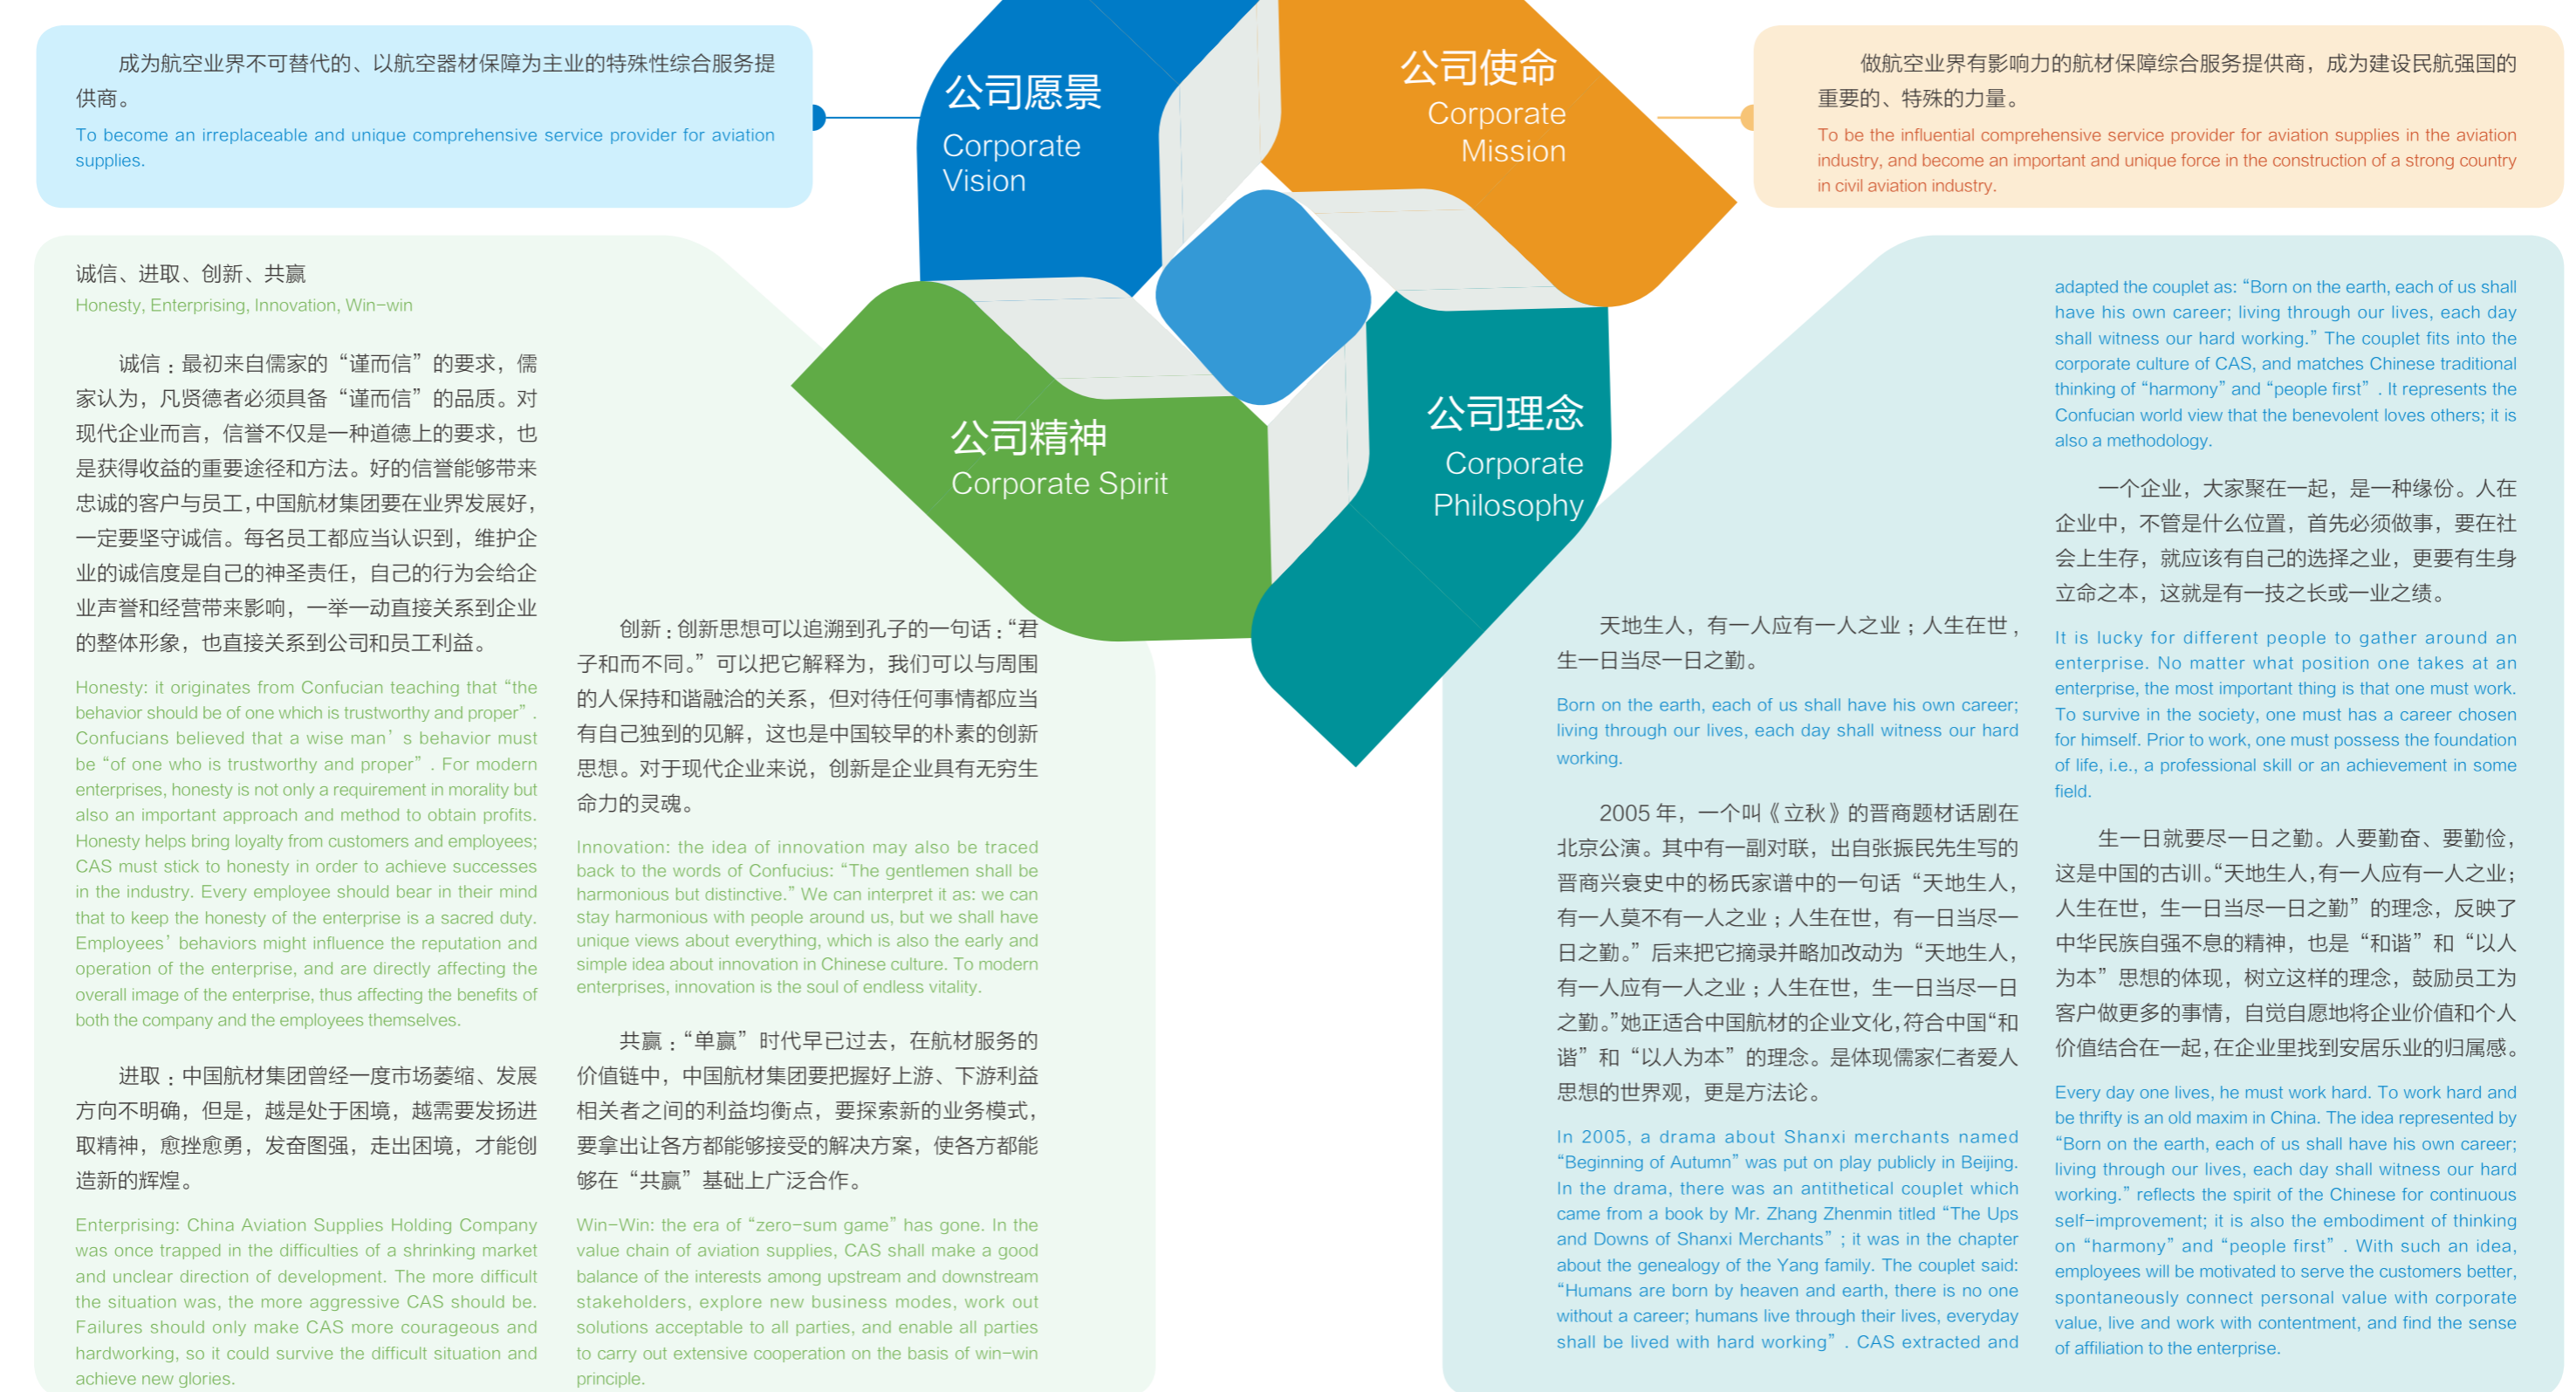 成为航空业界不可替代的、以航空器材保障为主业的特殊性综合服务提
供商。
To become an irreplaceable and unique comprehensive service provider for aviation
supplies.
公司愿景
Corporate
Vision
公司使命
Corporate
Mission
做航空业界有影响力的航材保障综合服务提供商，成为建设民航强国的
重要的、特殊的力量。
To be the influential comprehensive service provider for aviation supplies in the aviation
industry, and become an important and unique force in the construction of a strong country
in civil aviation industry.
公司精神
Corporate Spirit
诚信、进取、创新、共赢
Honesty, Enterprising, Innovation, Win-win
诚信：最初来自儒家的“谨而信”的要求，儒
家认为，凡贤德者必须具备“谨而信”的品质。对
现代企业而言，信誉不仅是一种道德上的要求，也
是获得收益的重要途径和方法。好的信誉能够带来
忠诚的客户与员工，中国航材集团要在业界发展好，
一定要坚守诚信。每名员工都应当认识到，维护企
业的诚信度是自己的神圣责任，自己的行为会给企
业声誉和经营带来影响，一举一动直接关系到企业
的整体形象，也直接关系到公司和员工利益。
Honesty: it originates from Confucian teaching that “the
behavior should be of one which is trustworthy and proper” .
Confucians believed that a wise man’ s behavior must
be “of one who is trustworthy and proper” . For modern
enterprises, honesty is not only a requirement in morality but
also an important approach and method to obtain profits.
Honesty helps bring loyalty from customers and employees;
CAS must stick to honesty in order to achieve successes
in the industry. Every employee should bear in their mind
that to keep the honesty of the enterprise is a sacred duty.
Employees’ behaviors might influence the reputation and
operation of the enterprise, and are directly affecting the
overall image of the enterprise, thus affecting the benefits of
both the company and the employees themselves.
进取：中国航材集团曾经一度市场萎缩、发展
方向不明确，但是，越是处于困境，越需要发扬进
取精神，愈挫愈勇，发奋图强，走出困境，才能创
造新的辉煌。
Enterprising: China Aviation Supplies Holding Company
was once trapped in the difficulties of a shrinking market
and unclear direction of development. The more difficult
the situation was, the more aggressive CAS should be.
Failures should only make CAS more courageous and
hardworking, so it could survive the difficult situation and
achieve new glories.
创新：创新思想可以追溯到孔子的一句话：“君
子和而不同。”可以把它解释为，我们可以与周围
的人保持和谐融洽的关系，但对待任何事情都应当
有自己独到的见解，这也是中国较早的朴素的创新
思想。对于现代企业来说，创新是企业具有无穷生
命力的灵魂。
Innovation: the idea of innovation may also be traced
back to the words of Confucius: “The gentlemen shall be
harmonious but distinctive.” We can interpret it as: we can
stay harmonious with people around us, but we shall have
unique views about everything, which is also the early and
simple idea about innovation in Chinese culture. To modern
enterprises, innovation is the soul of endless vitality.
共赢：“单赢”时代早已过去，在航材服务的
价值链中，中国航材集团要把握好上游、下游利益
相关者之间的利益均衡点，要探索新的业务模式，
要拿出让各方都能够接受的解决方案，使各方都能
够在“共赢”基础上广泛合作。
Win-Win: the era of “zero-sum game” has gone. In the
value chain of aviation supplies, CAS shall make a good
balance of the interests among upstream and downstream
stakeholders, explore new business modes, work out
solutions acceptable to all parties, and enable all parties
to carry out extensive cooperation on the basis of win-win
principle.
公司理念
Corporate
Philosophy
天地生人，有一人应有一人之业；人生在世，
生一日当尽一日之勤。
Born on the earth, each of us shall have his own career;
living through our lives, each day shall witness our hard
working.
2005 年，一个叫《立秋》的晋商题材话剧在
北京公演。其中有一副对联，出自张振民先生写的
晋商兴衰史中的杨氏家谱中的一句话“天地生人，
有一人莫不有一人之业；人生在世，有一日当尽一
日之勤。”后来把它摘录并略加改动为“天地生人，
有一人应有一人之业；人生在世，生一日当尽一日
之勤。”她正适合中国航材的企业文化，符合中国“和
谐”和“以人为本”的理念。是体现儒家仁者爱人
思想的世界观，更是方法论。
In 2005, a drama about Shanxi merchants named
“Beginning of Autumn” was put on play publicly in Beijing.
In the drama, there was an antithetical couplet which
came from a book by Mr. Zhang Zhenmin titled “The Ups
and Downs of Shanxi Merchants” ; it was in the chapter
about the genealogy of the Yang family. The couplet said:
“Humans are born by heaven and earth, there is no one
without a career; humans live through their lives, everyday
shall be lived with hard working” . CAS extracted and
adapted the couplet as: “Born on the earth, each of us shall
have his own career; living through our lives, each day
shall witness our hard working.” The couplet fits into the
corporate culture of CAS, and matches Chinese traditional
thinking of “harmony” and “people first” . It represents the
Confucian world view that the benevolent loves others; it is
also a methodology.
一个企业，大家聚在一起，是一种缘份。人在
企业中，不管是什么位置，首先必须做事，要在社
会上生存，就应该有自己的选择之业，更要有生身
立命之本，这就是有一技之长或一业之绩。
It is lucky for different people to gather around an
enterprise. No matter what position one takes at an
enterprise, the most important thing is that one must work.
To survive in the society, one must has a career chosen
for himself. Prior to work, one must possess the foundation
of life, i.e., a professional skill or an achievement in some
field.
生一日就要尽一日之勤。人要勤奋、要勤俭，
这是中国的古训。“天地生人，有一人应有一人之业；
人生在世，生一日当尽一日之勤”的理念，反映了
中华民族自强不息的精神，也是“和谐”和“以人
为本”思想的体现，树立这样的理念，鼓励员工为
客户做更多的事情，自觉自愿地将企业价值和个人
价值结合在一起，在企业里找到安居乐业的归属感。
Every day one lives, he must work hard. To work hard and
be thrifty is an old maxim in China. The idea represented by
“Born on the earth, each of us shall have his own career;
living through our lives, each day shall witness our hard
working.” reflects the spirit of the Chinese for continuous
self-improvement; it is also the embodiment of thinking
on “harmony” and “people first” . With such an idea,
employees will be motivated to serve the customers better,
spontaneously connect personal value with corporate
value, live and work with contentment, and find the sense
of affiliation to the enterprise.